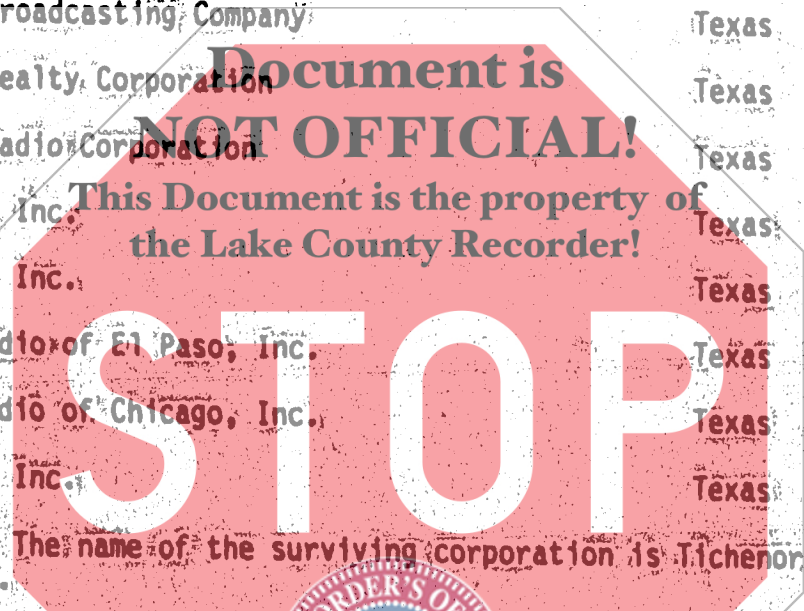 roadcasting Company Texas
Document is
ealty Corporation Texas
NOT OFFICIAL!
adio Corporation Texas
This Document is the property of
Inc. Texas
the Lake County Recorder!
Inc. Texas
STOP
dio of El Paso, Inc. Texas
dio of Chicago, Inc. Texas
Inc. Texas
The name of the surviving corporation is Tichenor
ORDER'S O